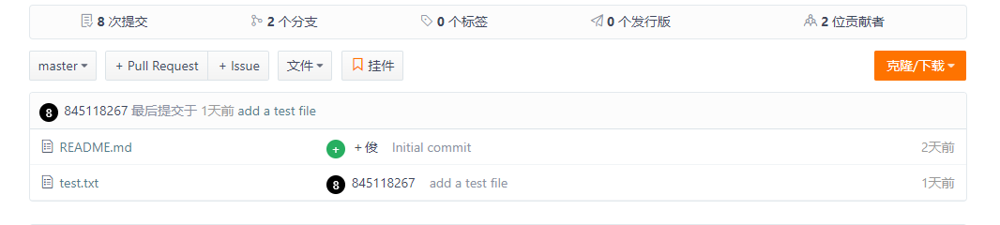 8 次提交 2 个分支 0 个标签 0 个发行版 2 位贡献者
master + Pull Request + Issue 文件 挂件 克隆/下载
8 845118267 最后提交于 1天前 add a test file
README.md + +俊 Initial commit 2天前
test.txt 8 845118267 add a test file 1天前